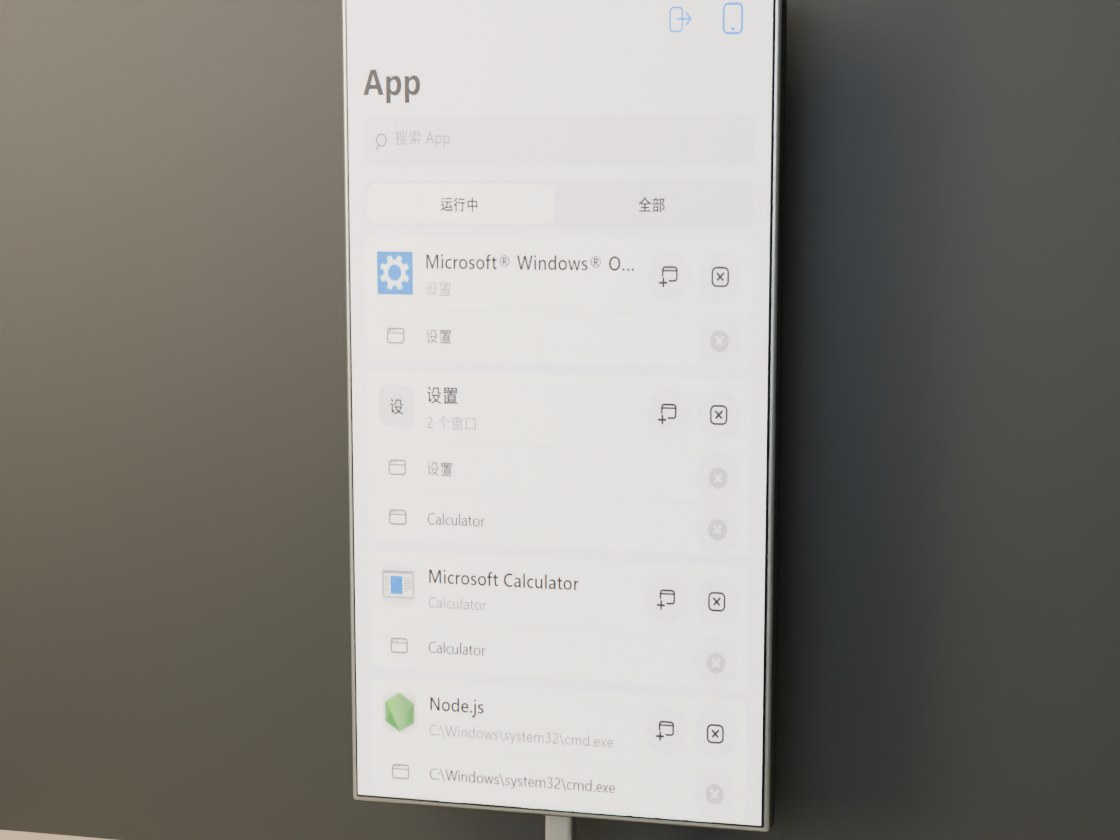 App
搜索 App
运行中
全部
Microsoft® Windows® O...
设置
设置
设
设置
2 个窗口
设置
Calculator
Microsoft Calculator
Calculator
Calculator
Node.js
C:\Windows\system32\cmd.exe
C:\Windows\system32\cmd.exe